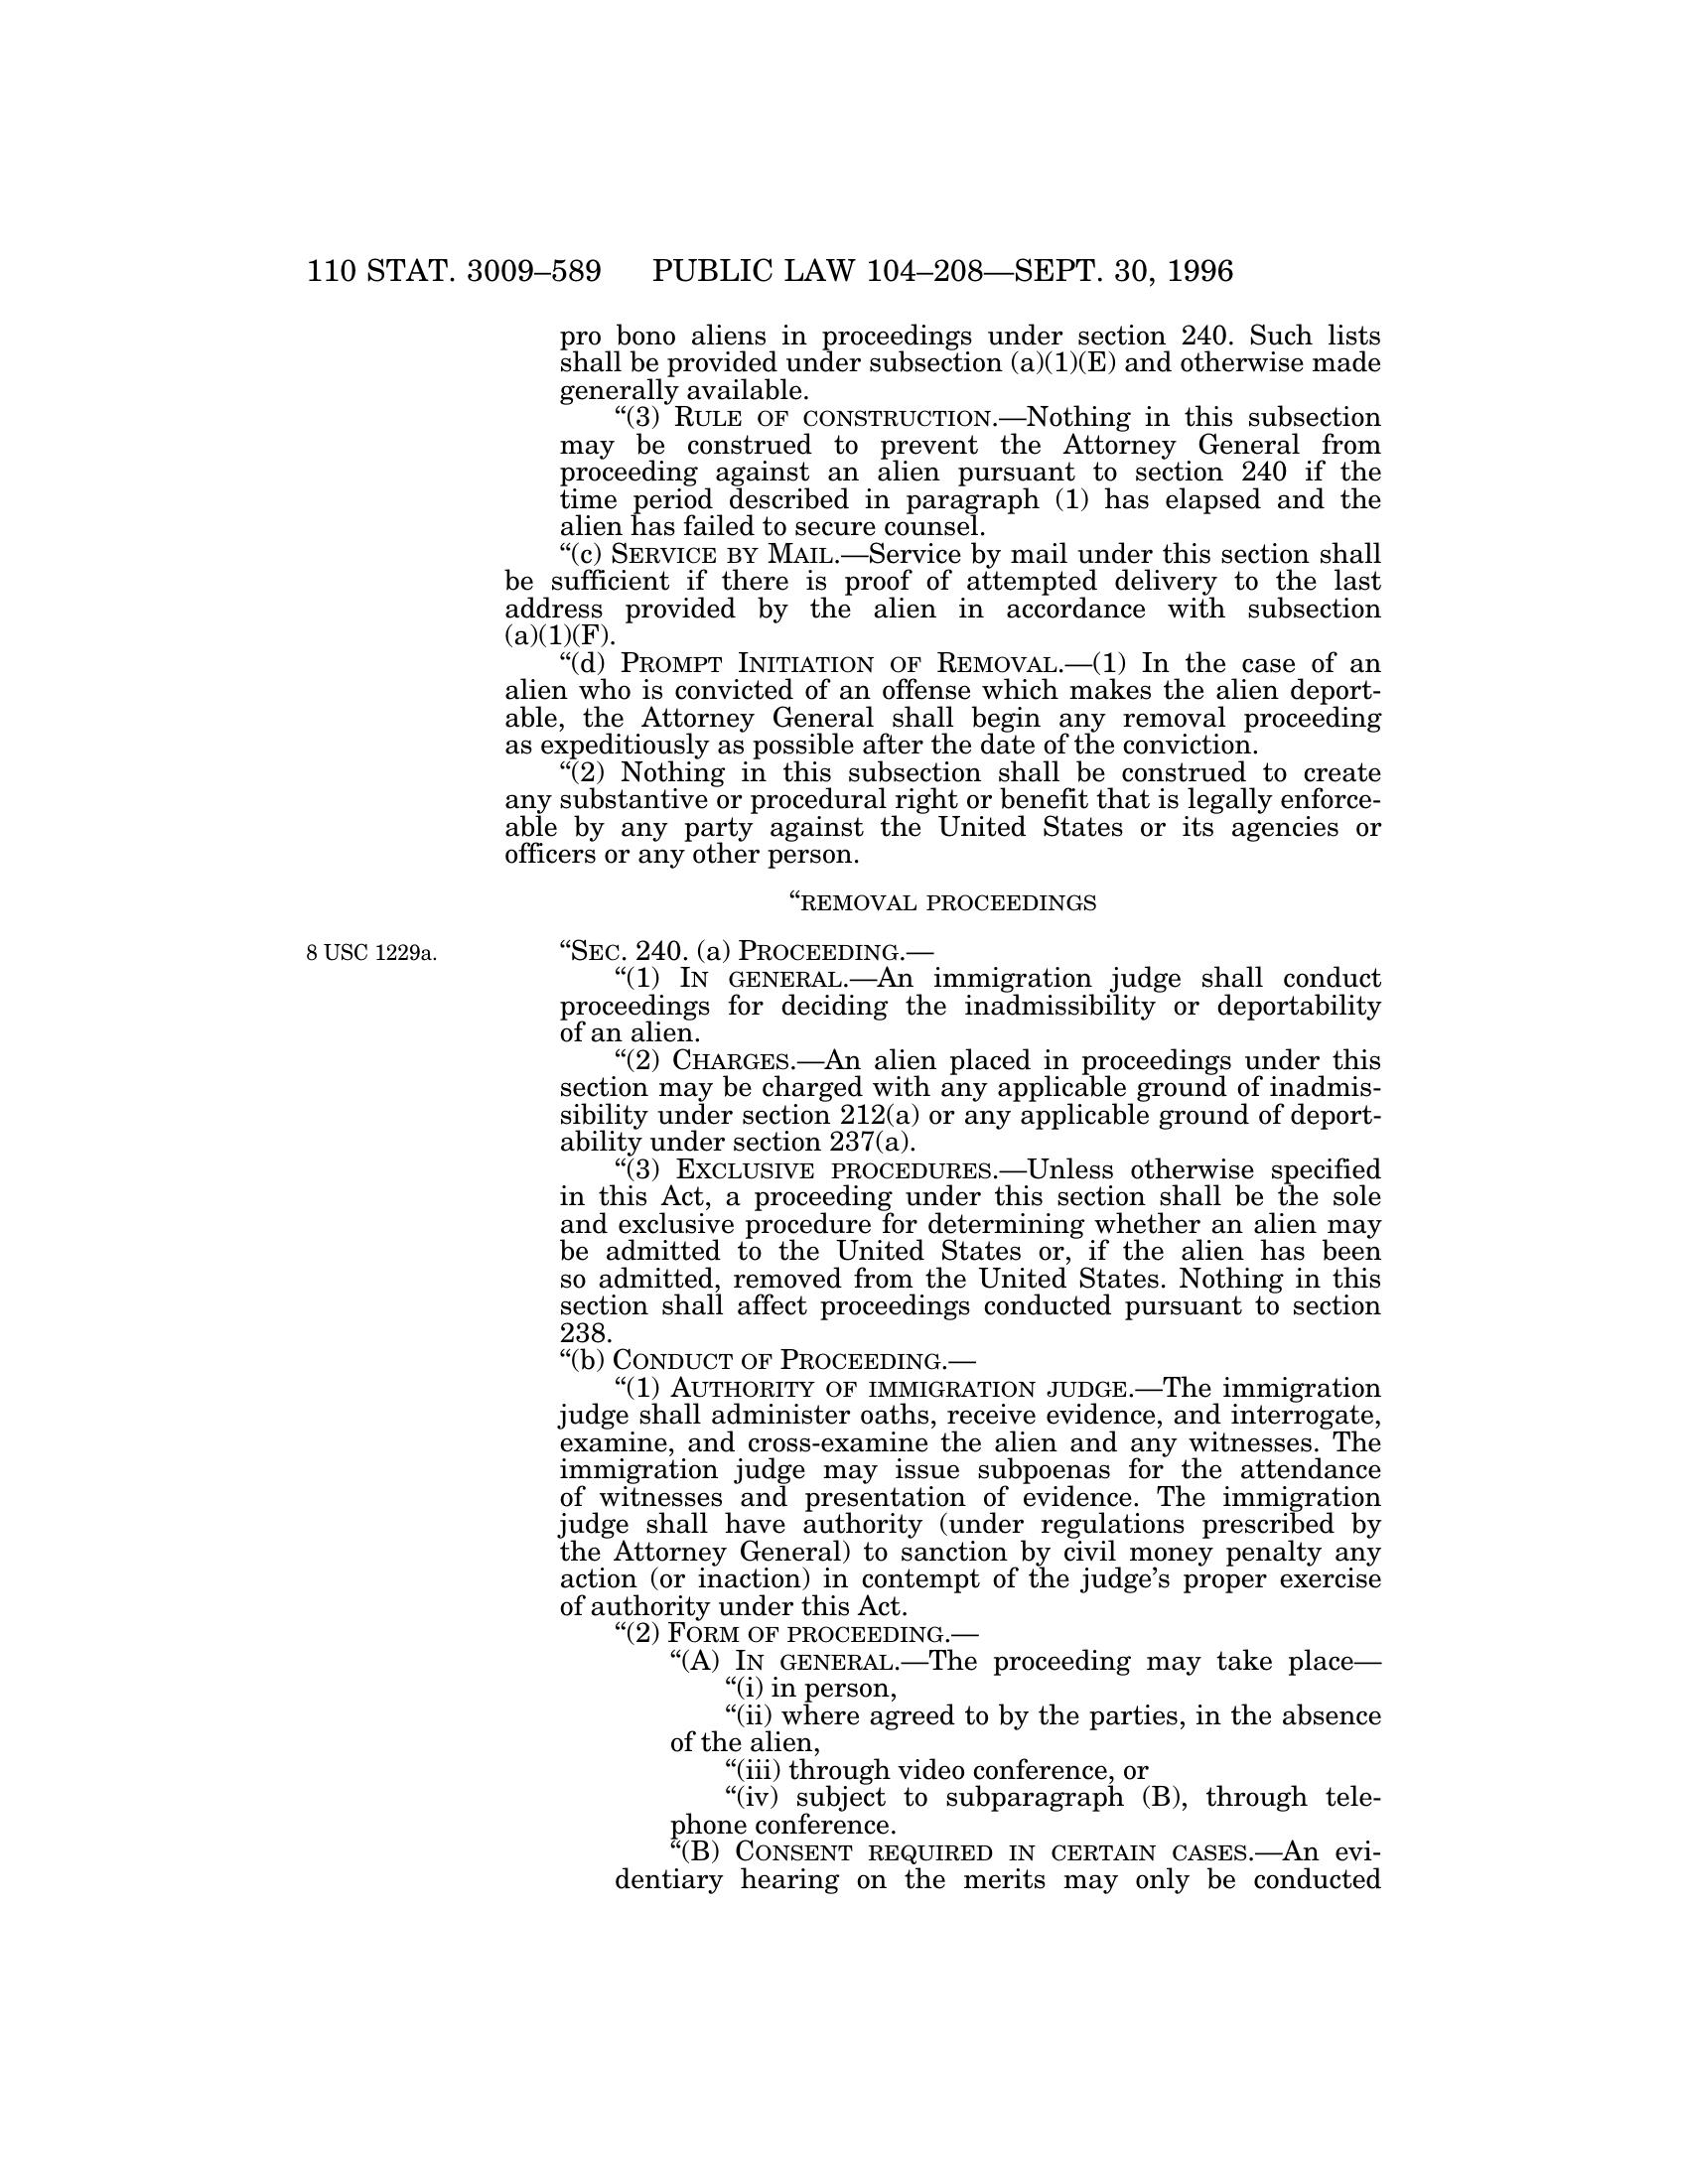 110 STAT. 3009–589 PUBLIC LAW 104–208—SEPT. 30, 1996
pro bono aliens in proceedings under section 240. Such lists
shall be provided under subsection (a)(1)(E) and otherwise made
generally available.
“(3) RULE OF CONSTRUCTION.—Nothing in this subsection
may be construed to prevent the Attorney General from
proceeding against an alien pursuant to section 240 if the
time period described in paragraph (1) has elapsed and the
alien has failed to secure counsel.
“(c) SERVICE BY MAIL.—Service by mail under this section shall
be sufficient if there is proof of attempted delivery to the last
address provided by the alien in accordance with subsection
(a)(1)(F).
“(d) PROMPT INITIATION OF REMOVAL.—(1) In the case of an
alien who is convicted of an offense which makes the alien deport-
able, the Attorney General shall begin any removal proceeding
as expeditiously as possible after the date of the conviction.
“(2) Nothing in this subsection shall be construed to create
any substantive or procedural right or benefit that is legally enforce-
able by any party against the United States or its agencies or
officers or any other person.
“REMOVAL PROCEEDINGS
8 USC 1229a.
“SEC. 240. (a) PROCEEDING.—
“(1) IN GENERAL.—An immigration judge shall conduct
proceedings for deciding the inadmissibility or deportability
of an alien.
“(2) CHARGES.—An alien placed in proceedings under this
section may be charged with any applicable ground of inadmis-
sibility under section 212(a) or any applicable ground of deport-
ability under section 237(a).
“(3) EXCLUSIVE PROCEDURES.—Unless otherwise specified
in this Act, a proceeding under this section shall be the sole
and exclusive procedure for determining whether an alien may
be admitted to the United States or, if the alien has been
so admitted, removed from the United States. Nothing in this
section shall affect proceedings conducted pursuant to section
238.
“(b) CONDUCT OF PROCEEDING.—
“(1) AUTHORITY OF IMMIGRATION JUDGE.—The immigration
judge shall administer oaths, receive evidence, and interrogate,
examine, and cross-examine the alien and any witnesses. The
immigration judge may issue subpoenas for the attendance
of witnesses and presentation of evidence. The immigration
judge shall have authority (under regulations prescribed by
the Attorney General) to sanction by civil money penalty any
action (or inaction) in contempt of the judge’s proper exercise
of authority under this Act.
“(2) FORM OF PROCEEDING.—
“(A) IN GENERAL.—The proceeding may take place—
“(i) in person,
“(ii) where agreed to by the parties, in the absence
of the alien,
“(iii) through video conference, or
“(iv) subject to subparagraph (B), through tele-
phone conference.
“(B) CONSENT REQUIRED IN CERTAIN CASES.—An evi-
dentiary hearing on the merits may only be conducted